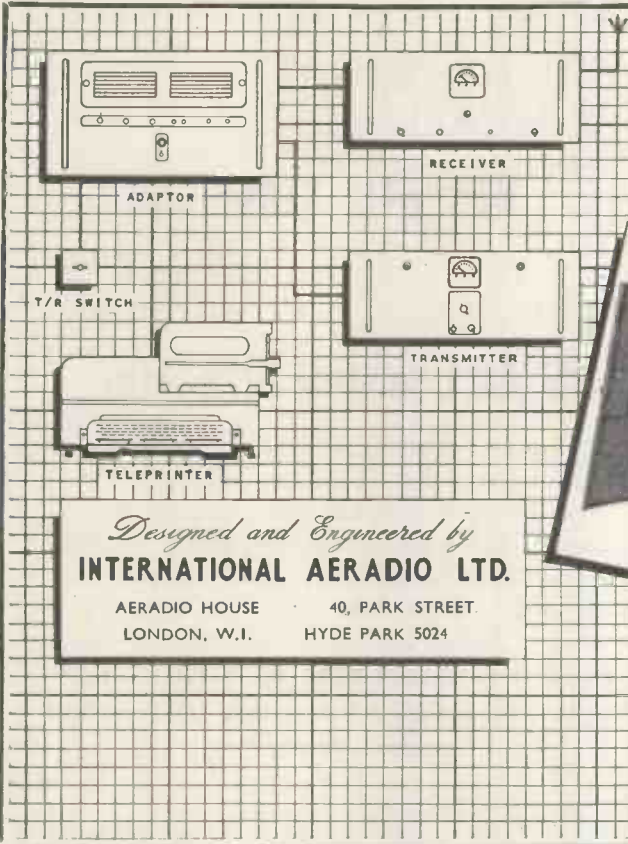 ADAPTOR
RECEIVER
T/R SWITCH
TRANSMITTER
TELEPRINTER
Designed and Engineered by
INTERNATIONAL AERADIO LTD.
AERADIO HOUSE 40, PARK STREET
LONDON, W.I. HYDE PARK 5024